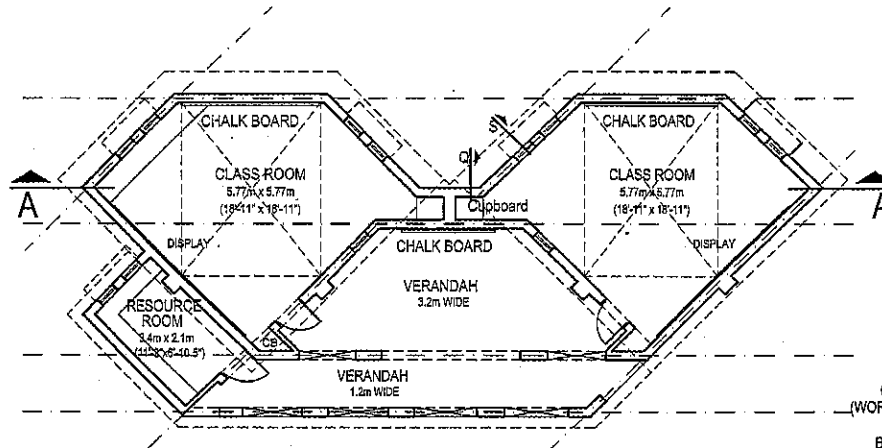 CHALK BOARD
CLASS ROOM
5.77m x 5.77m
(18'-11" x 18'-11")
DISPLAY
CHALK BOARD
CLASS ROOM
5.77m x 5.77m
(18'-11" x 18'-11")
DISPLAY
S
Q
Cupboard
A
A
CHALK BOARD
VERANDAH
3.2m WIDE
RESOURCE
ROOM
3.4m x 2.1m
CB
VERANDAH
1.2m WIDE